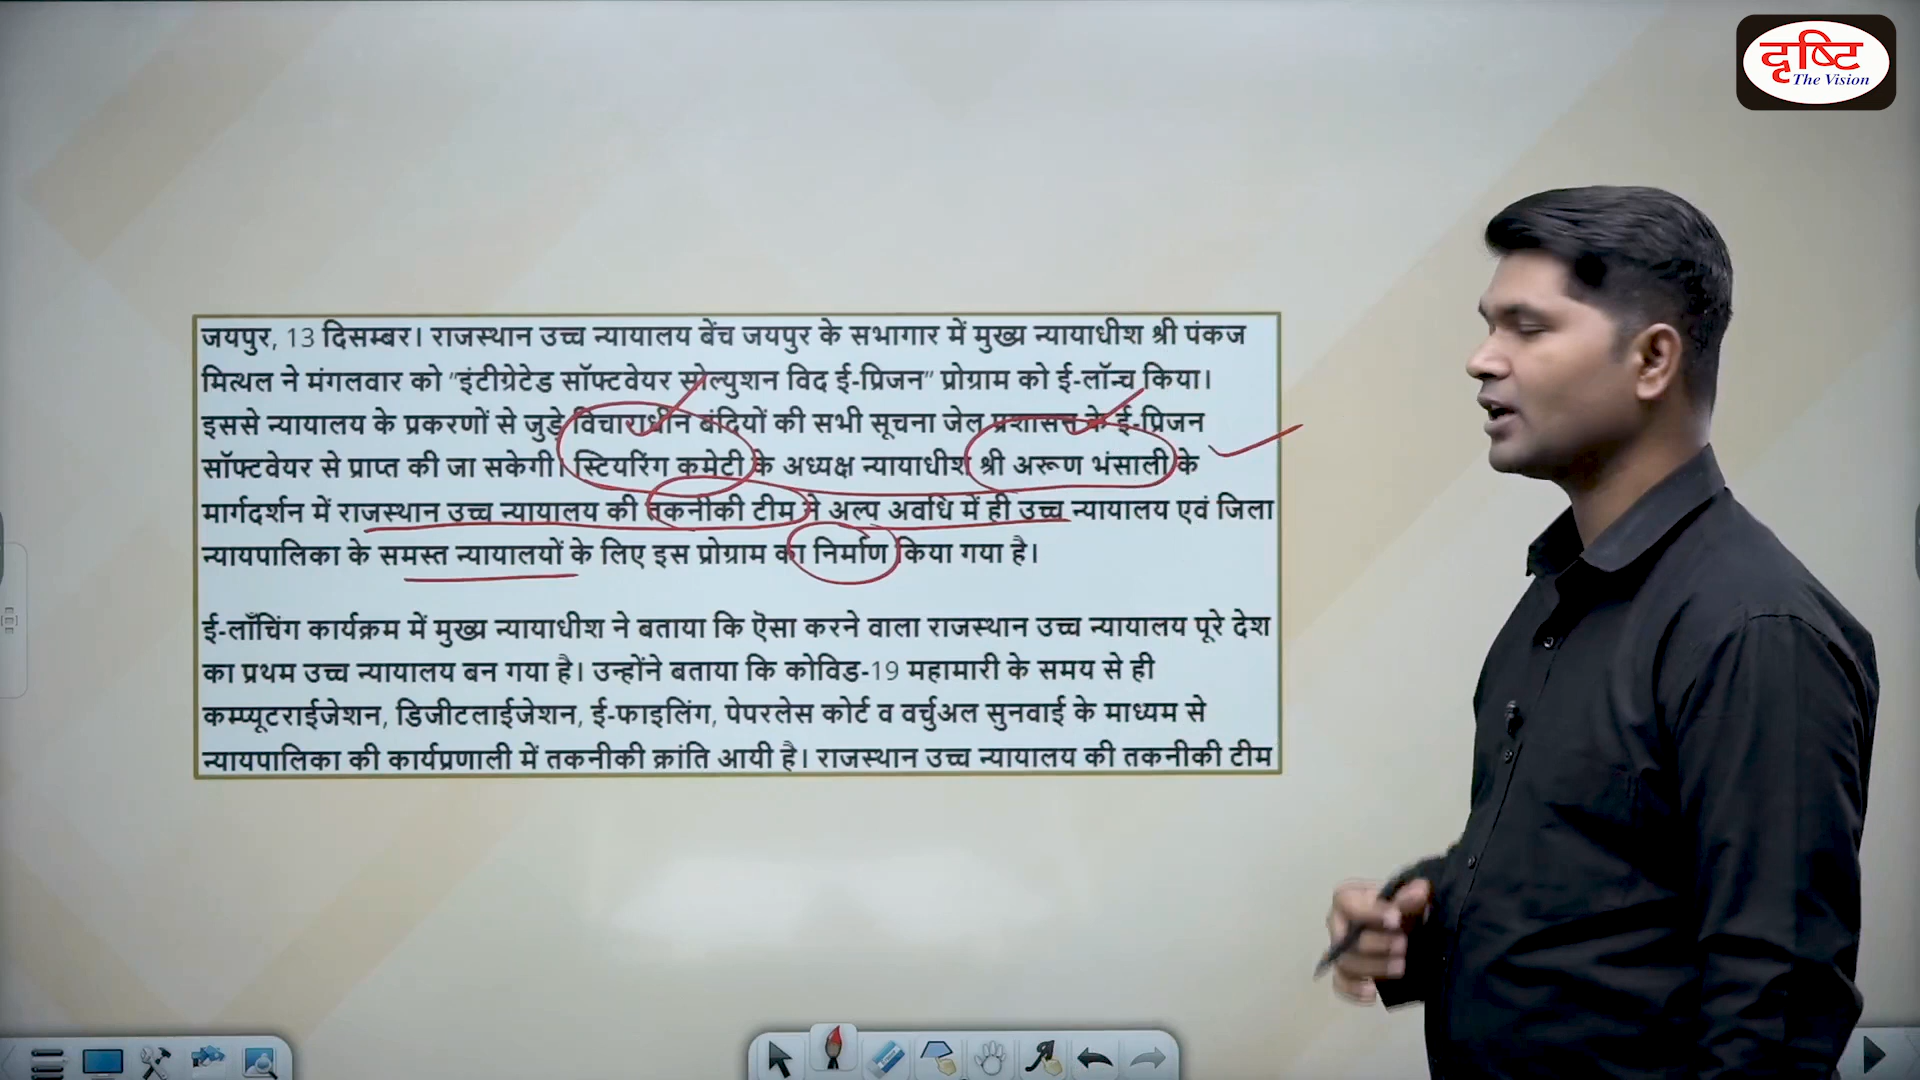 दृष्टि
The Vision
जयपुर, 13 दिसम्बर। राजस्थान उच्च न्यायालय बेंच जयपुर के सभागार में मुख्य न्यायाधीश श्री पंकज
मित्थल ने मंगलवार को "इंटीग्रेटेड सॉफ्टवेयर सोल्युशन विद ई-प्रिजन" प्रोग्राम को ई-लॉन्च किया।
इससे न्यायालय के प्रकरणों से जुड़े विचाराधीन बंदियों की सभी सूचना जेल प्रशासन के ई-प्रिजन
सॉफ्टवेयर से प्राप्त की जा सकेगी। स्टियरिंग कमेटी के अध्यक्ष न्यायाधीश श्री अरूण भंसाली के
मार्गदर्शन में राजस्थान उच्च न्यायालय की तकनीकी टीम ने अल्प अवधि में ही उच्च न्यायालय एवं जिला
न्यायपालिका के समस्त न्यायालयों के लिए इस प्रोग्राम का निर्माण किया गया है।
ई-लॉंचिंग कार्यक्रम में मुख्य न्यायाधीश ने बताया कि ऎसा करने वाला राजस्थान उच्च न्यायालय पूरे देश
का प्रथम उच्च न्यायालय बन गया है। उन्होंने बताया कि कोविड-19 महामारी के समय से ही
कम्प्यूटराईजेशन, डिजीटलाईजेशन, ई-फाइलिंग, पेपरलेस कोर्ट व वर्चुअल सुनवाई के माध्यम से
न्यायपालिका की कार्यप्रणाली में तकनीकी क्रांति आयी है। राजस्थान उच्च न्यायालय की तकनीकी टीम